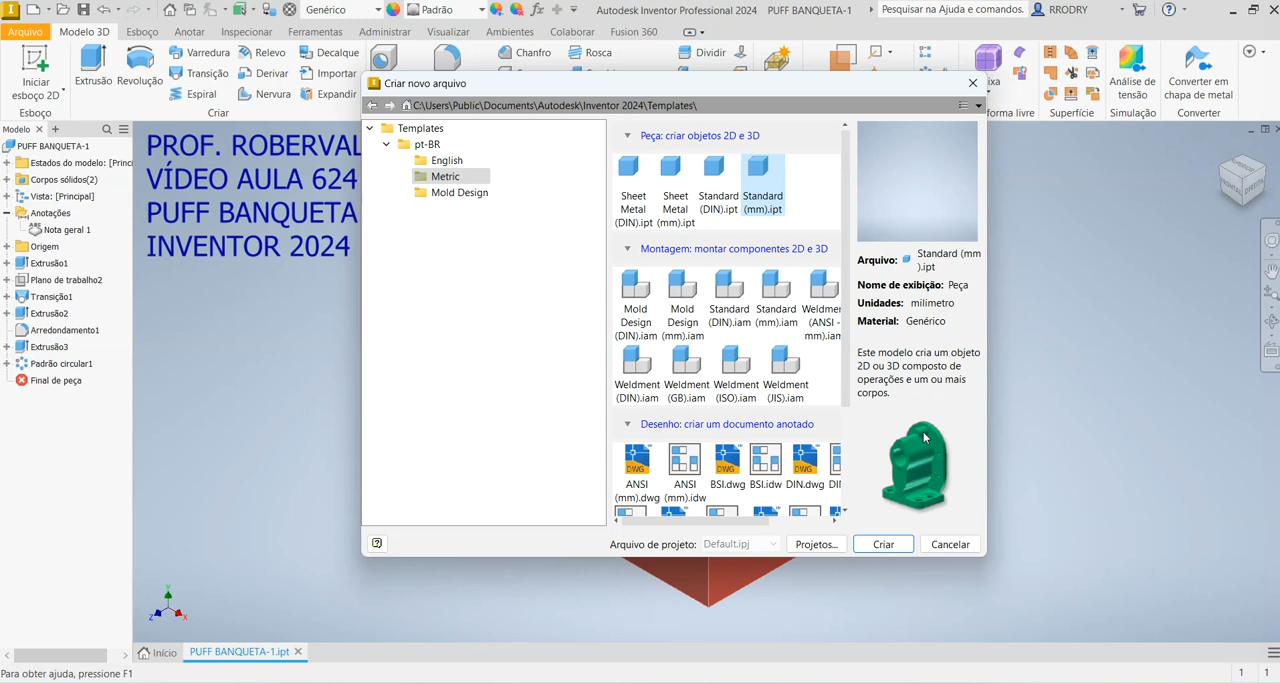 Genérico
Padrão
Autodesk Inventor Professional 2024
PUFF BANQUETA-1
Pesquisar na Ajuda e comandos.
RRODRY
Arquivo
Modelo 3D
Esboço
Anotar
Inspecionar
Ferramentas
Administrar
Visualizar
Ambientes
Colaborar
Fusion 360
Iniciar
esboço 2D
Extrusão
Revolução
Varredura
Relevo
Decalque
Transição
Derivar
Importar
Espiral
Nervura
Expandir
Chanfro
Rosca
Dividir
Análise de
tensão
Converter em
chapa de metal
Esboço
Criar
forma livre
Superfície
Simulação
Converter
Modelo
PUFF BANQUETA-1
Estados do modelo: [Princi
Corpos sólidos(2)
Vista: [Principal]
Anotações
Nota geral 1
Origem
Extrusão1
Plano de trabalho2
Transição1
Extrusão2
Arredondamento1
Extrusão3
Padrão circular1
Final de peça
PROF. ROBERVAL
VÍDEO AULA 624
PUFF BANQUETA
INVENTOR 2024
Criar novo arquivo
C:\Users\Public\Documents\Autodesk\Inventor 2024\Templates\
Templates
pt-BR
English
Metric
Mold Design
Peça: criar objetos 2D e 3D
Sheet Metal (DIN).ipt
Sheet Metal (mm).ipt
Standard (DIN).ipt
Standard (mm).ipt
Montagem: montar componentes 2D e 3D
Mold Design (DIN).iam
Mold Design (mm).iam
Standard (DIN).iam
Standard (mm).iam
Weldme (ANSI - mm).iam
Weldment (DIN).iam
Weldment (GB).iam
Weldment (ISO).iam
Weldment (JIS).iam
Desenho: criar um documento anotado
ANSI (mm).dwg
ANSI (mm).idw
BSI.dwg
BSI.idw
DIN.dwg
Arquivo:
Standard (mm
).ipt
Nome de exibição: Peça
Unidades: milimetro
Material: Genérico
Este modelo cria um objeto
2D ou 3D composto de
operações e um ou mais
corpos.
Arquivo de projeto:
Default.ipj
Projetos...
Criar
Cancelar
FRONTAL
Início
PUFF BANQUETA-1.ipt
Para obter ajuda, pressione F1
1
1